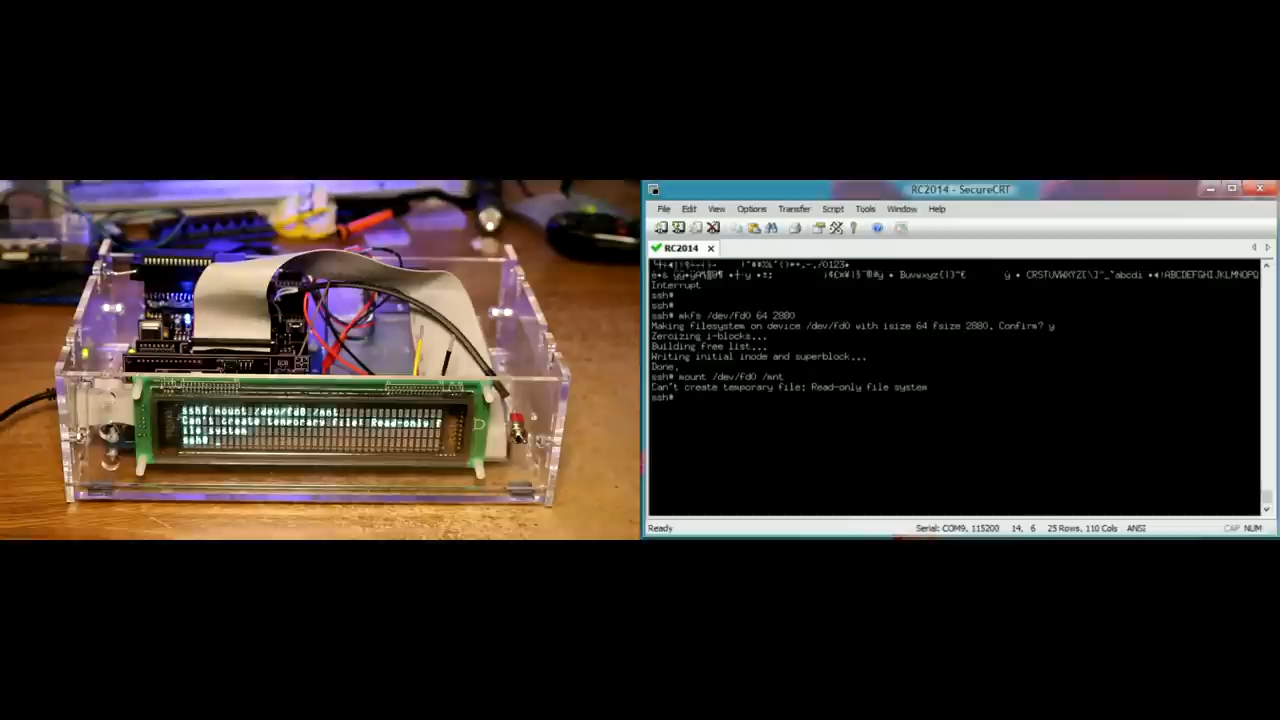 mount /dev/fd0 /mnt
Can't create temporary file: Read-only f
ile system
RC2014 - SecureCRT
File Edit View Options Transfer Script Tools Window Help
RC2014
Interrupt
ssh#
ssh#
ssh# mkfs /dev/fd0 64 2880
Making filesystem on device /dev/fd0 with isize 64 fsize 2880. Confirm? y
Zeroizing i-blocks...
Building free list...
Writing initial inode and superblock...
Done.
ssh# mount /dev/fd0 /mnt
Can't create temporary file: Read-only file system
ssh#
Ready Serial: COM9, 115200 14, 6 25 Rows, 110 Cols ANSI CAP NUM